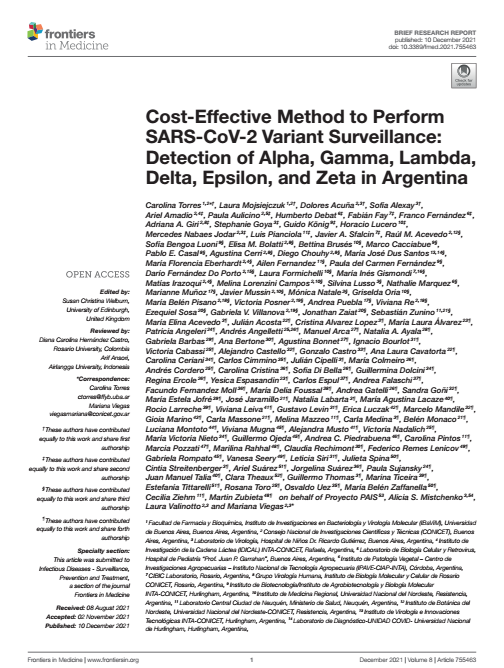 frontiers
in Medicine
BRIEF RESEARCH REPORT
published: 10 December 2021
doi: 10.3389/fmed.2021.755463
Check for
updates
Cost-Effective Method to Perform
SARS-CoV-2 Variant Surveillance:
Detection of Alpha, Gamma, Lambda,
Delta, Epsilon, and Zeta in Argentina
OPEN ACCESS
Edited by:
Susan Christina Welburn,
University of Edinburgh,
United Kingdom
Reviewed by:
Diana Carolina Hernández Castro,
Rosario University, Colombia
Arif Ansori,
Airlangga University, Indonesia
*Correspondence:
Carolina Torres
ctorres@ffyb.uba.ar
Mariana Viegas
viegasmariana@conicet.gov.ar
†These authors have contributed
equally to this work and share first
authorship
‡These authors have contributed
equally to this work and share second
authorship
§These authors have contributed
equally to this work and share third
authorship
These authors have contributed
equally to this work and share forth
authorship
Specialty section:
This article was submitted to
Infectious Diseases - Surveillance,
Prevention and Treatment,
a section of the journal
Frontiers in Medicine
Received: 08 August 2021
Accepted: 02 November 2021
Published: 10 December 2021
Carolina Torres, Laura Mojsiejczuk, Dolores Acuña, Sofía Alexay,
Ariel Amadio, Paula Aulicino, Humberto Debat, Fabián Fay, Franco Fernández,
Adriana A. Giri, Stephanie Goya, Guido König, Horacio Lucero,
Mercedes Nabaes Jodar, Luis Pianciola, Javier A. Sfalcin, Raúl M. Acevedo,
Sofía Bengoa Luoni, Elisa M. Bolatti, Bettina Brusés, Marco Cacciabue,
Pablo E. Casal, Agustina Cerri, Diego Chouhy, María José Dus Santos,
María Florencia Eberhardt, Ailen Fernandez, Paula del Carmen Fernández,
Darío Fernández Do Porto, Laura Formichelli, María Inés Gismondi,
Matías Irazoqui, Melina Lorenzini Campos, Silvina Lusso, Nathalie Marquez,
Marianne Muñoz, Javier Mussin, Mónica Natale, Griselda Oria,
María Belén Pisano, Victoria Posner, Andrea Puebla, Viviana Re,
Ezequiel Sosa, Gabriela V. Villanova, Jonathan Zaiat, Sebastián Zunino,
María Elina Acevedo, Julián Acosta, Cristina Alvarez Lopez, María Laura Álvarez,
Patricia Angeleri, Andrés Angelletti, Manuel Arca, Natalia A. Ayala,
Gabriela Barbas, Ana Bertone, Agustina Bonnet, Ignacio Bourlot,
Victoria Cabassi, Alejandro Castello, Gonzalo Castro, Ana Laura Cavatorta,
Carolina Ceriani, Carlos Cimmino, Julián Cipelli, María Colmeiro,
Andrés Cordero, Carolina Cristina, Sofia Di Bella, Guillermina Dolcini,
Regina Ercole, Yesica Espasandin, Carlos Espul, Andrea Falaschi,
Facundo Fernandez Moll, María Delia Foussal, Andrea Gatelli, Sandra Goñi,
María Estela Jofré, José Jaramillo, Natalia Labarta, María Agustina Lacaze,
Rocio Larreche, Viviana Leiva, Gustavo Levin, Erica Luczak, Marcelo Mandile,
Gioia Marino, Carla Massone, Melina Mazzeo, Carla Medina, Belén Monaco,
Luciana Montoto, Viviana Mugna, Alejandra Musto, Victoria Nadalich,
María Victoria Nieto, Guillermo Ojeda, Andrea C. Piedrabuena, Carolina Pintos,
Marcia Pozzati, Marilina Rahhal, Claudia Rechimont, Federico Remes Lenicov,
Gabriela Rompato, Vanesa Seery, Leticia Siri, Julieta Spina,
Cintia Streitenberger, Ariel Suárez, Jorgelina Suárez, Paula Sujansky,
Juan Manuel Talia, Clara Theaux, Guillermo Thomas, Marina Ticeira,
Estefanía Tittarelli, Rosana Toro, Osvaldo Uez, María Belén Zaffanella,
Cecilia Ziehm, Martin Zubieta on behalf of Proyecto PAIS, Alicia S. Mistchenko,
Laura Valinotto and Mariana Viegas
1 Facultad de Farmacia y Bioquímica, Instituto de Investigaciones en Bacteriología y Virología Molecular (IBaViM), Universidad
de Buenos Aires, Buenos Aires, Argentina, 2 Consejo Nacional de Investigaciones Científicas y Técnicas (CONICET), Buenos
Aires, Argentina, 3 Laboratorio de Virología, Hospital de Niños Dr. Ricardo Gutiérrez, Buenos Aires, Argentina, 4 Instituto de
Investigación de la Cadena Láctea (IDICAL) INTA-CONICET, Rafaela, Argentina, 5 Laboratorio de Biología Celular y Retrovirus,
Hospital de Pediatría "Prof. Juan P. Garrahan", Buenos Aires, Argentina, 6 Instituto de Patología Vegetal – Centro de
Investigaciones Agropecuarias – Instituto Nacional de Tecnología Agropecuaria (IPAVE-CIAP-INTA), Córdoba, Argentina,
7 CIBIC Laboratorio, Rosario, Argentina, 8 Grupo Virología Humana, Instituto de Biología Molecular y Celular de Rosario
CONICET, Rosario, Argentina, 9 Instituto de Biotecnología/Instituto de Agrobiotecnología y Biología Molecular
INTA-CONICET, Hurlingham, Argentina, 10 Instituto de Medicina Regional, Universidad Nacional del Nordeste, Resistencia,
Argentina, 11 Laboratorio Central Ciudad de Neuquén, Ministerio de Salud, Neuquén, Argentina, 12 Instituto de Botánica del
Nordeste, Universidad Nacional del Nordeste-CONICET, Resistencia, Argentina, 13 Instituto de Virología e Innovaciones
Tecnológicas INTA-CONICET, Hurlingham, Argentina, 14 Laboratorio de Diagnóstico-UNIDAD COVID- Universidad Nacional
de Hurlingham, Hurlingham, Argentina,
Frontiers in Medicine | www.frontiersin.org
1
December 2021 | Volume 8 | Article 755463